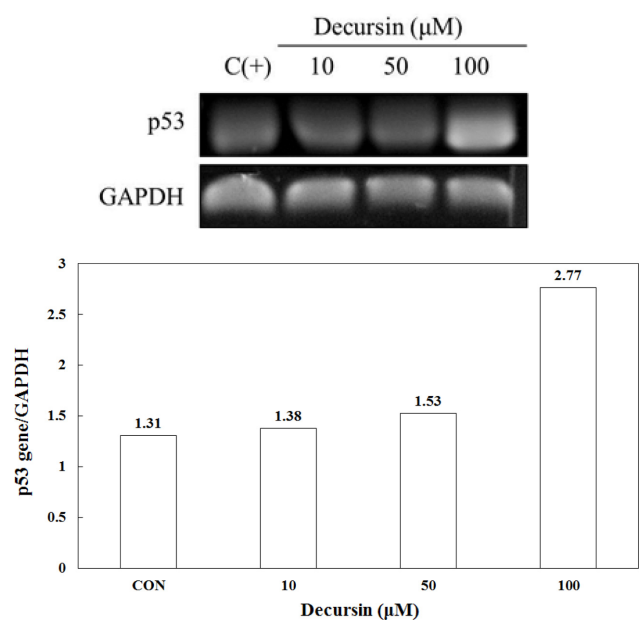 Decursin (μM)
C(+) 10 50 100
p53
GAPDH
3
2.5
2
1.5
1
0.5
0
p53 gene/GAPDH
1.31
1.38
1.53
2.77
CON 10 50 100
Decursin (μM)